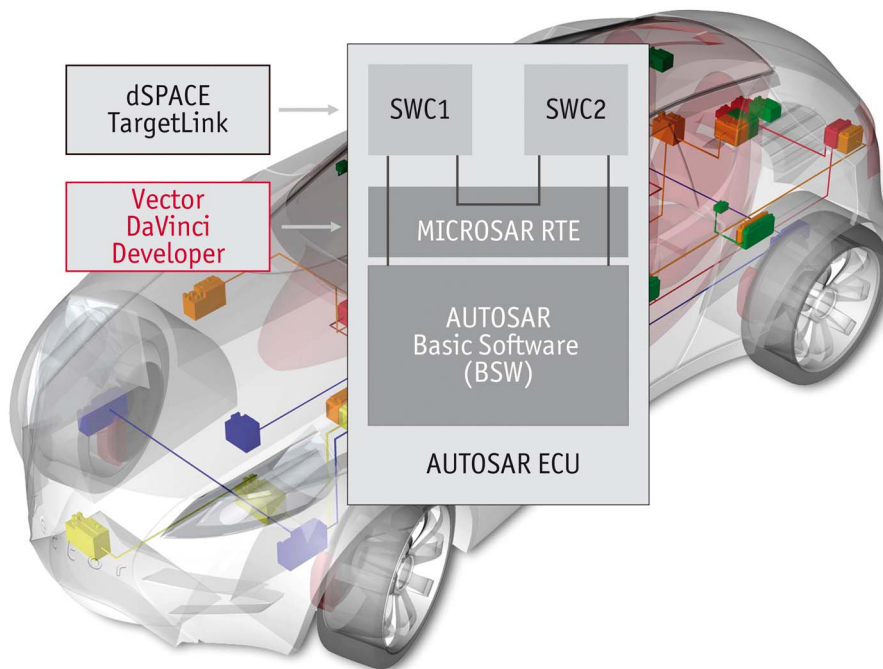 dSPACE
TargetLink
SWC1
SWC2
Vector
DaVinci
Developer
MICROSAR RTE
AUTOSAR
Basic Software
(BSW)
AUTOSAR ECU